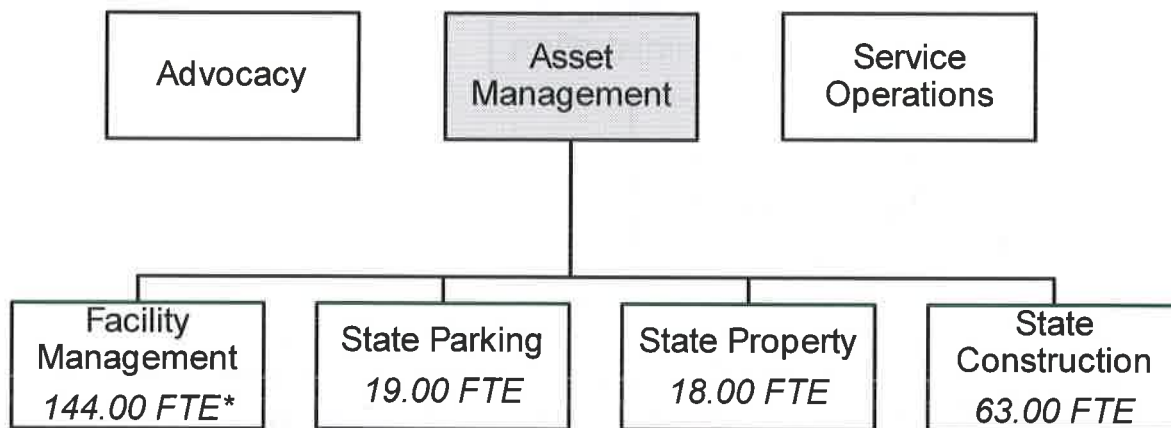 Advocacy
Asset
Management
Service
Operations
Facility
Management
144.00 FTE*
State Parking
19.00 FTE
State Property
18.00 FTE
State
Construction
63.00 FTE